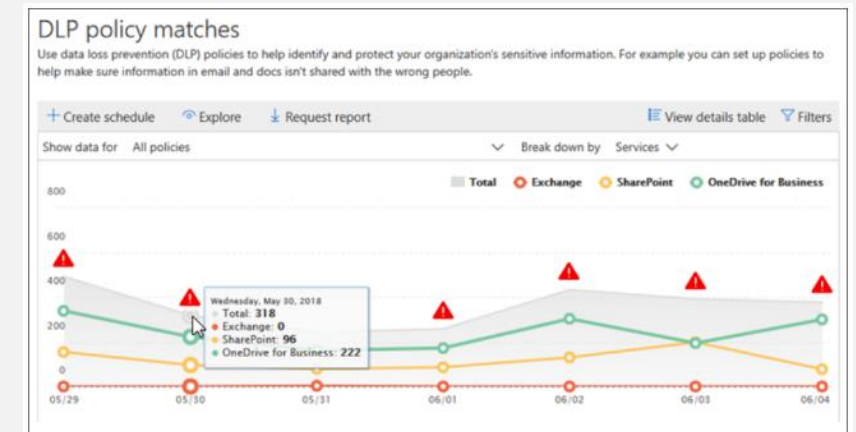 DLP policy matches
Use data loss prevention (DLP) policies to help identify and protect your organization's sensitive information. For example you can set up policies to
help make sure information in email and docs isn't shared with the wrong people.
Create schedule Explore Request report View details table Filters
Show data for All policies Break down by Services
Total Exchange SharePoint OneDrive for Business
800
600
400
200
0
Wednesday, May 30, 2018
Total: 318
Exchange: 0
SharePoint: 96
OneDrive for Business: 222
05/29 05/30 05/31 06/01 06/02 06/03 06/04